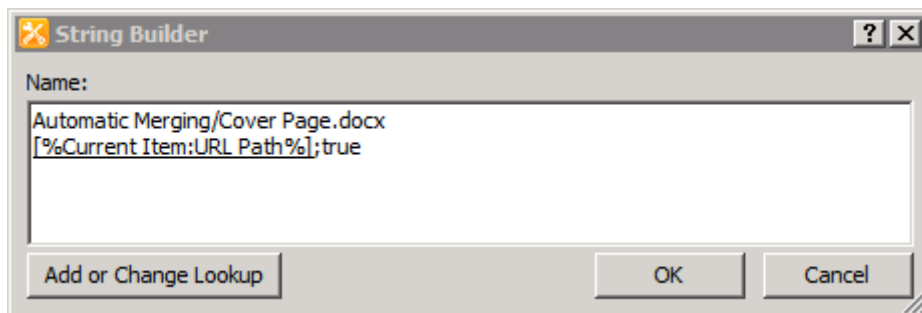 String Builder
?
Name:
Automatic Merging/Cover Page.docx
[%Current Item:URL Path%];true
Add or Change Lookup
OK
Cancel